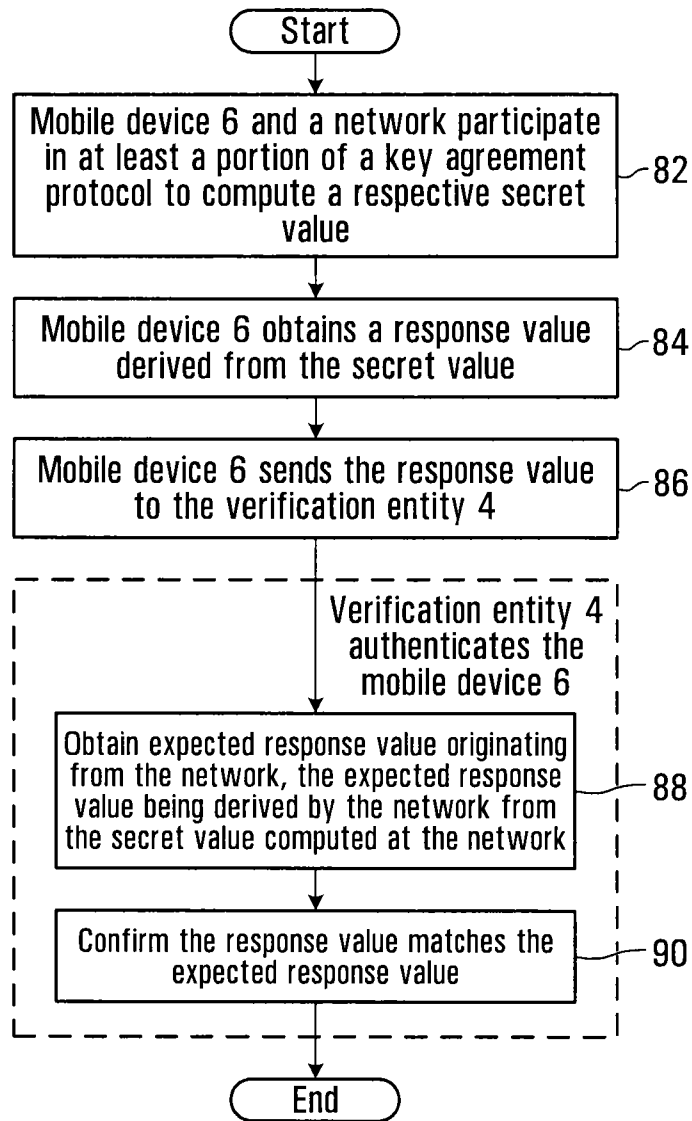 Start
Mobile device 6 and a network participate
in at least a portion of a key agreement
protocol to compute a respective secret
value
82
Mobile device 6 obtains a response value
derived from the secret value
84
Mobile device 6 sends the response value
to the verification entity 4
86
Verification entity 4
authenticates the
mobile device 6
Obtain expected response value originating
from the network, the expected response
value being derived by the network from
the secret value computed at the network
88
Confirm the response value matches the
expected response value
90
End